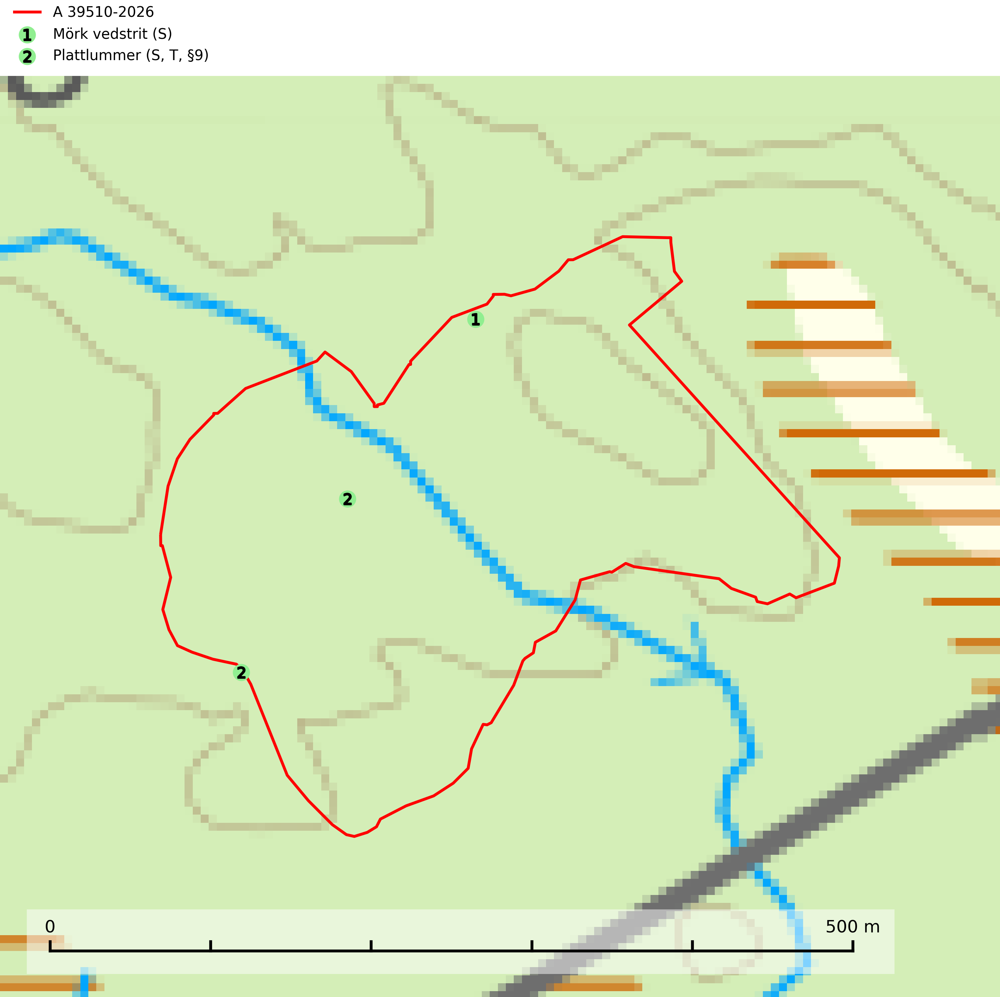 A 39510-2026
1 Mörk vedstrit (S)
2 Plattlummer (S, T, §9)
1
2
2
0 500 m